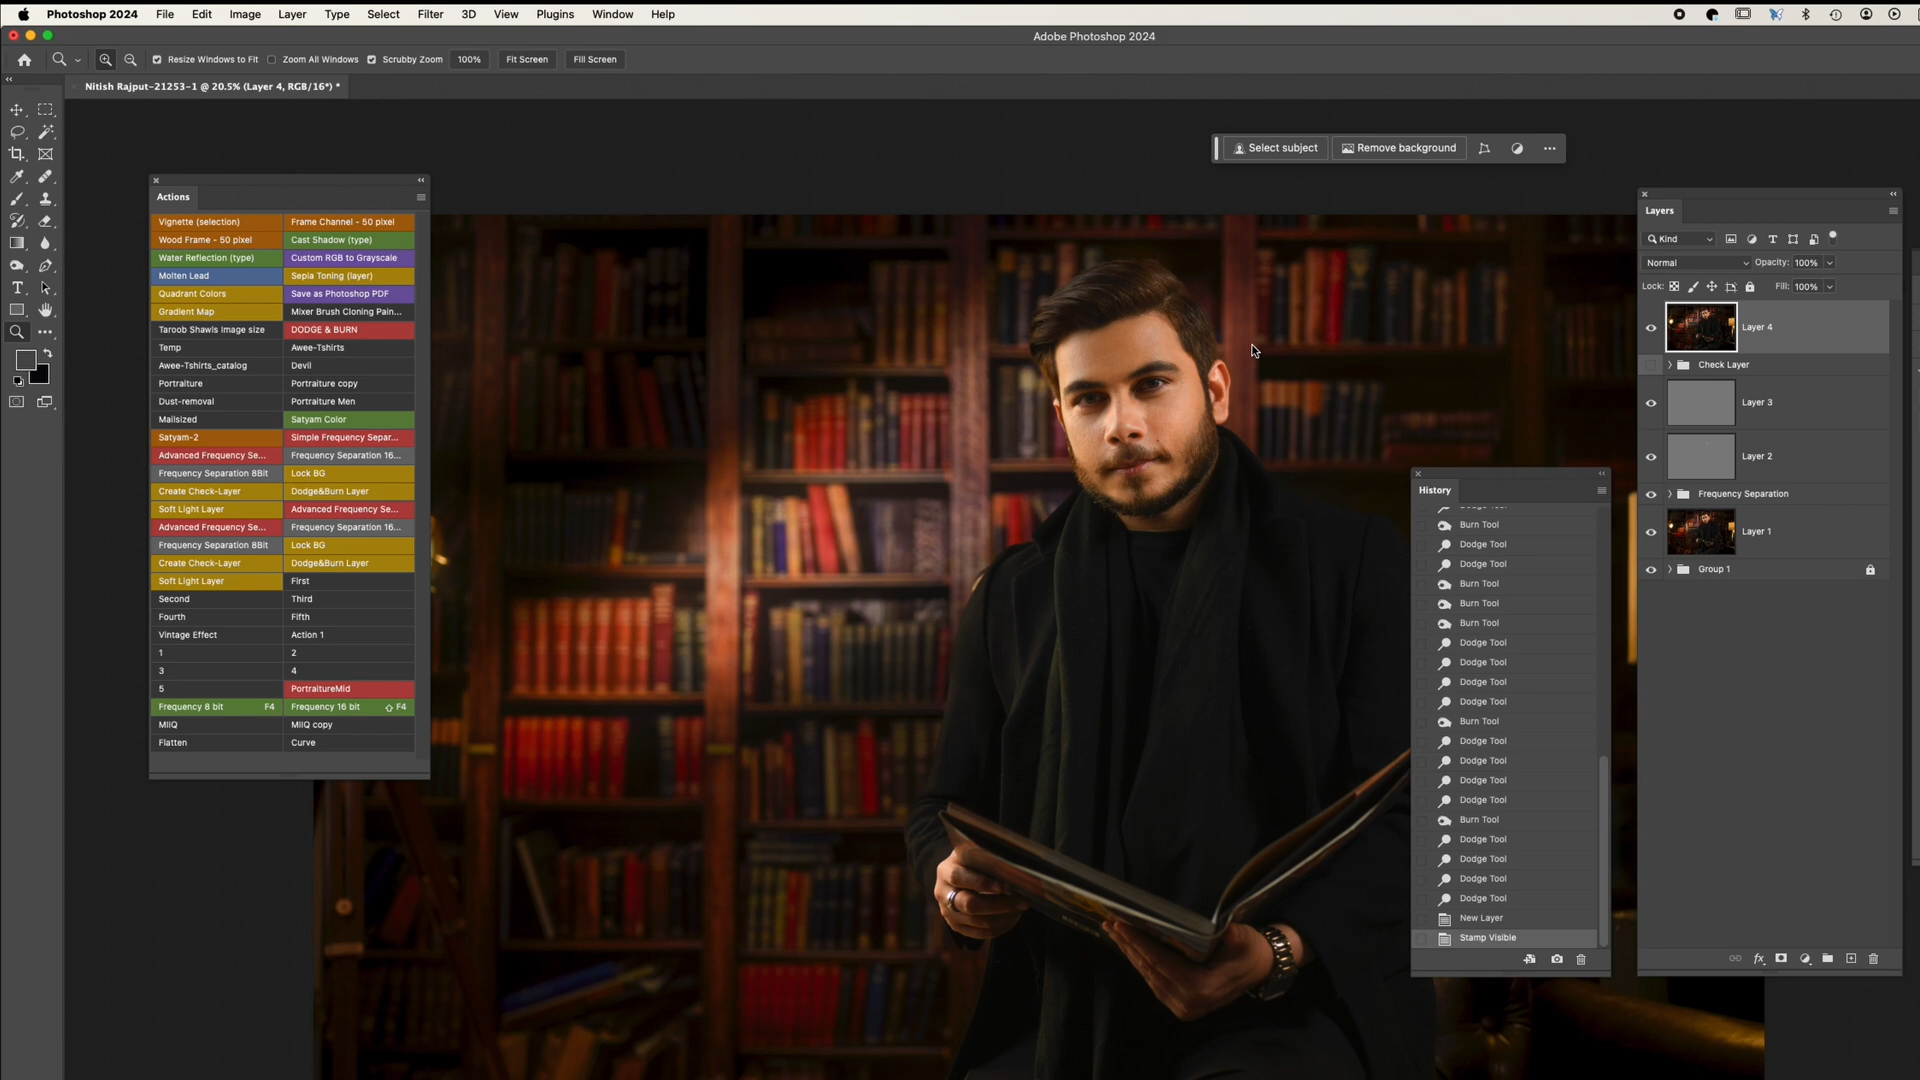 Photoshop 2024 File Edit Image Layer Type Select Filter 3D View Plugins Window Help
Adobe Photoshop 2024
Resize Windows to Fit Zoom All Windows Scrubby Zoom 100% Fit Screen Fill Screen
Nitish Rajput-21253-1 @ 20.5% (Layer 4, RGB/16*) *
Select subject Remove background
Actions
Vignette (selection) Frame Channel - 50 pixel
Wood Frame - 50 pixel Cast Shadow (type)
Water Reflection (type) Custom RGB to Grayscale
Molten Lead Sepia Toning (layer)
Quadrant Colors Save as Photoshop PDF
Gradient Map Mixer Brush Cloning Pain...
Taroob Shawls Image size DODGE & BURN
Temp Awee-Tshirts
Awee-Tshirts_catalog Devil
Portraiture Portraiture copy
Dust-removal Portraiture Men
Mailsized Satyam Color
Satyam-2 Simple Frequency Separ...
Advanced Frequency Se... Frequency Separation 16...
Frequency Separation 8Bit Lock BG
Create Check-Layer Dodge&Burn Layer
Soft Light Layer Advanced Frequency Se...
Advanced Frequency Se... Frequency Separation 16...
Frequency Separation 8Bit Lock BG
Create Check-Layer Dodge&Burn Layer
Soft Light Layer First
Second Third
Fourth Fifth
Vintage Effect Action 1
1 2
3 4
5 PortraitureMid
Frequency 8 bit F4 Frequency 16 bit F4
MIIQ MIIQ copy
Flatten Curve
History
Dodge Tool
Burn Tool
Dodge Tool
Dodge Tool
Burn Tool
Burn Tool
Burn Tool
Dodge Tool
Dodge Tool
Dodge Tool
Dodge Tool
Burn Tool
Dodge Tool
Dodge Tool
Dodge Tool
Dodge Tool
Burn Tool
Dodge Tool
Dodge Tool
Dodge Tool
Dodge Tool
New Layer
Stamp Visible
Layers
Kind
Normal Opacity: 100%
Lock: Fill: 100%
Layer 4
Check Layer
Layer 3
Layer 2
Frequency Separation
Layer 1
Group 1
fx